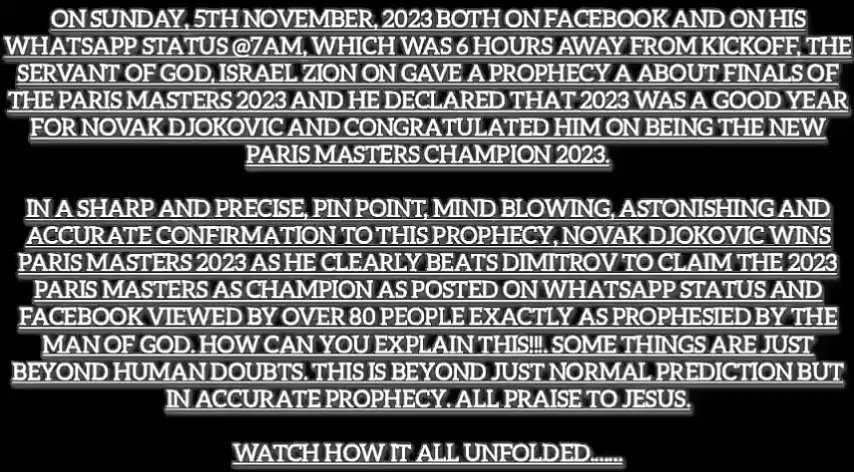 ON SUNDAY, 5TH NOVEMBER, 2023 BOTH ON FACEBOOK AND ON HIS
WHATSAPP STATUS @7AM, WHICH WAS 6 HOURS AWAY FROM KICKOFF. THE
SERVANT OF GOD, ISRAEL ZION ON GAVE A PROPHECY A ABOUT FINALS OF
THE PARIS MASTERS 2023 AND HE DECLARED THAT 2023 WAS A GOOD YEAR
FOR NOVAK DJOKOVIC AND CONGRATULATED HIM ON BEING THE NEW
PARIS MASTERS CHAMPION 2023.
IN A SHARP AND PRECISE, PIN POINT, MIND BLOWING, ASTONISHING AND
ACCURATE CONFIRMATION TO THIS PROPHECY, NOVAK DJOKOVIC WINS
PARIS MASTERS 2023 AS HE CLEARLY BEATS DIMITROV TO CLAIM THE 2023
PARIS MASTERS AS CHAMPION AS POSTED ON WHATSAPP STATUS AND
FACEBOOK VIEWED BY OVER 80 PEOPLE EXACTLY AS PROPHESIED BY THE
MAN OF GOD. HOW CAN YOU EXPLAIN THIS!!!. SOME THINGS ARE JUST
BEYOND HUMAN DOUBTS. THIS IS BEYOND JUST NORMAL PREDICTION BUT
IN ACCURATE PROPHECY. ALL PRAISE TO JESUS.
WATCH HOW IT ALL UNFOLDED.......